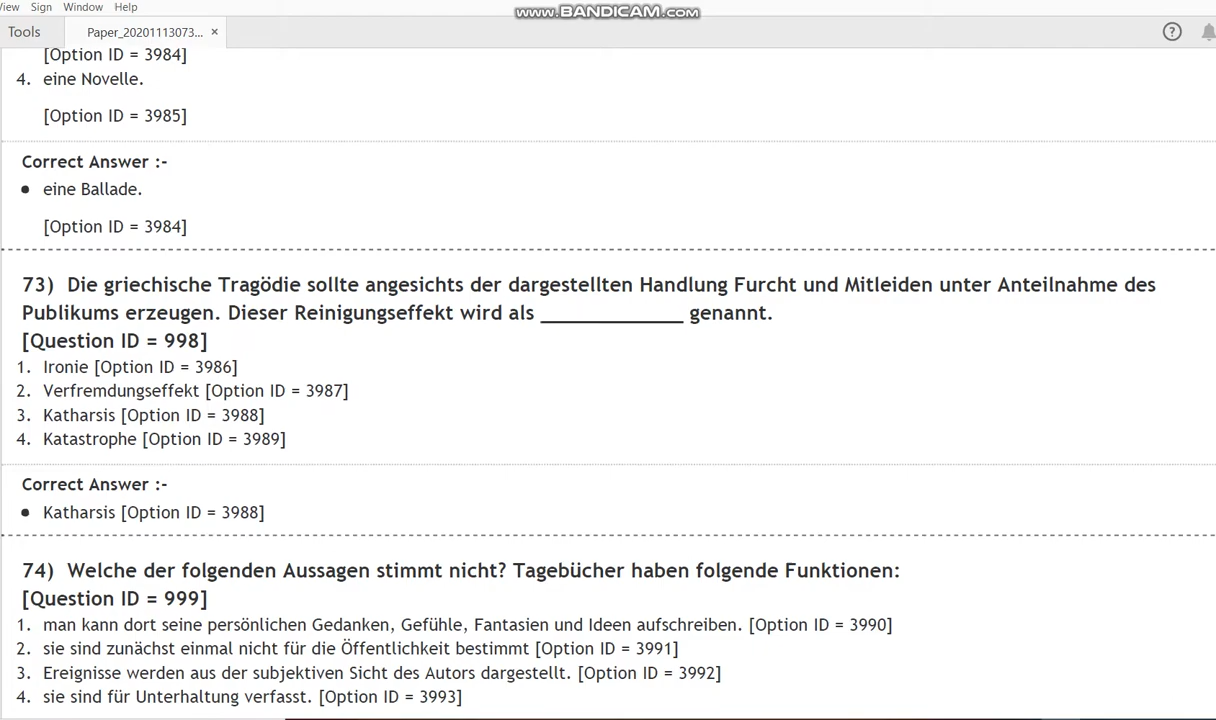 View Sign Window Help
www.BANDICAM.com
Tools Paper_20201113073... × ?
[Option ID = 3984]
4. eine Novelle.
[Option ID = 3985]
Correct Answer :-
• eine Ballade.
[Option ID = 3984]
73) Die griechische Tragödie sollte angesichts der dargestellten Handlung Furcht und Mitleiden unter Anteilnahme des
Publikums erzeugen. Dieser Reinigungseffekt wird als _____________ genannt.
[Question ID = 998]
1. Ironie [Option ID = 3986]
2. Verfremdungseffekt [Option ID = 3987]
3. Katharsis [Option ID = 3988]
4. Katastrophe [Option ID = 3989]
Correct Answer :-
• Katharsis [Option ID = 3988]
74) Welche der folgenden Aussagen stimmt nicht? Tagebücher haben folgende Funktionen:
[Question ID = 999]
1. man kann dort seine persönlichen Gedanken, Gefühle, Fantasien und Ideen aufschreiben. [Option ID = 3990]
2. sie sind zunächst einmal nicht für die Öffentlichkeit bestimmt [Option ID = 3991]
3. Ereignisse werden aus der subjektiven Sicht des Autors dargestellt. [Option ID = 3992]
4. sie sind für Unterhaltung verfasst. [Option ID = 3993]